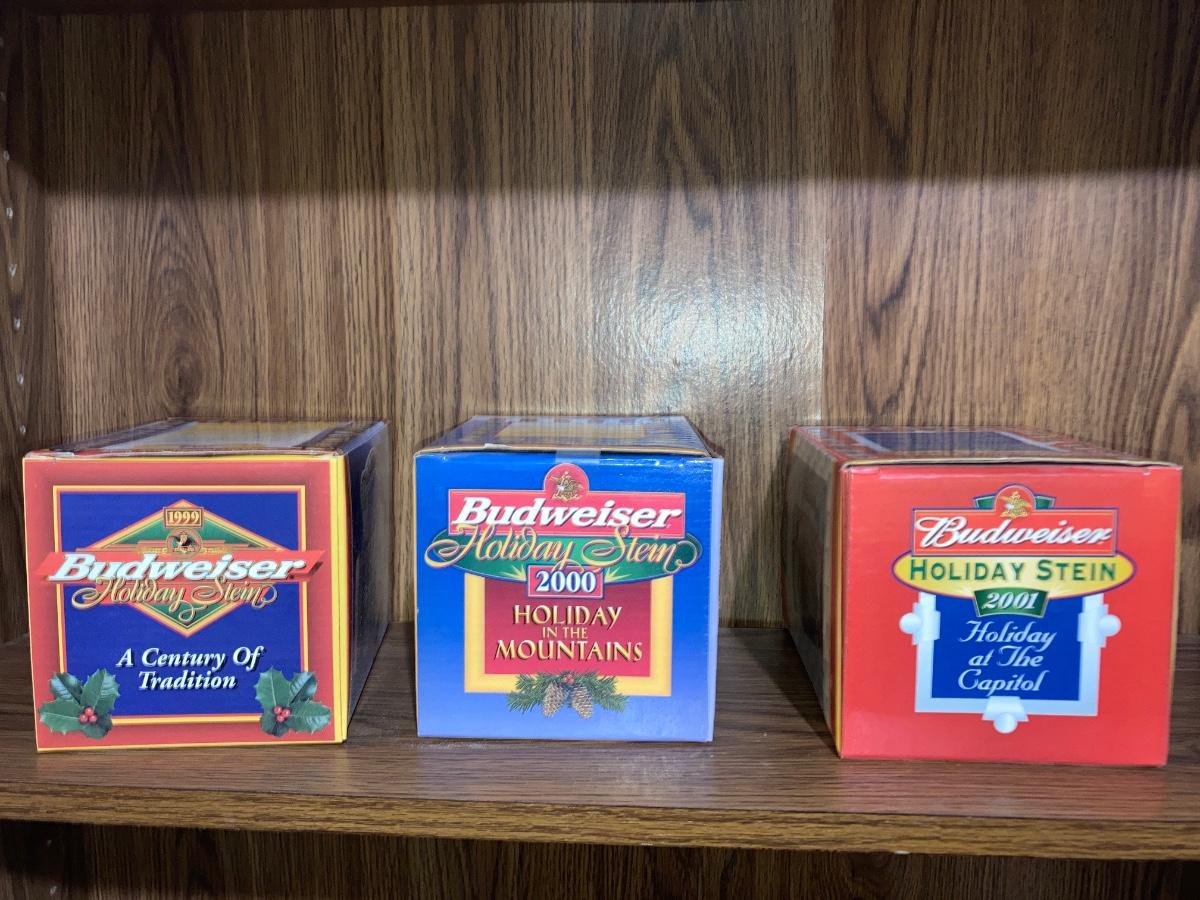 1999
Budweiser
Holiday Stein
A Century Of
Tradition
Budweiser
Holiday Stein
2000
HOLIDAY
IN THE
MOUNTAINS
Budweiser
HOLIDAY STEIN
2001
Holiday
at The
Capitol